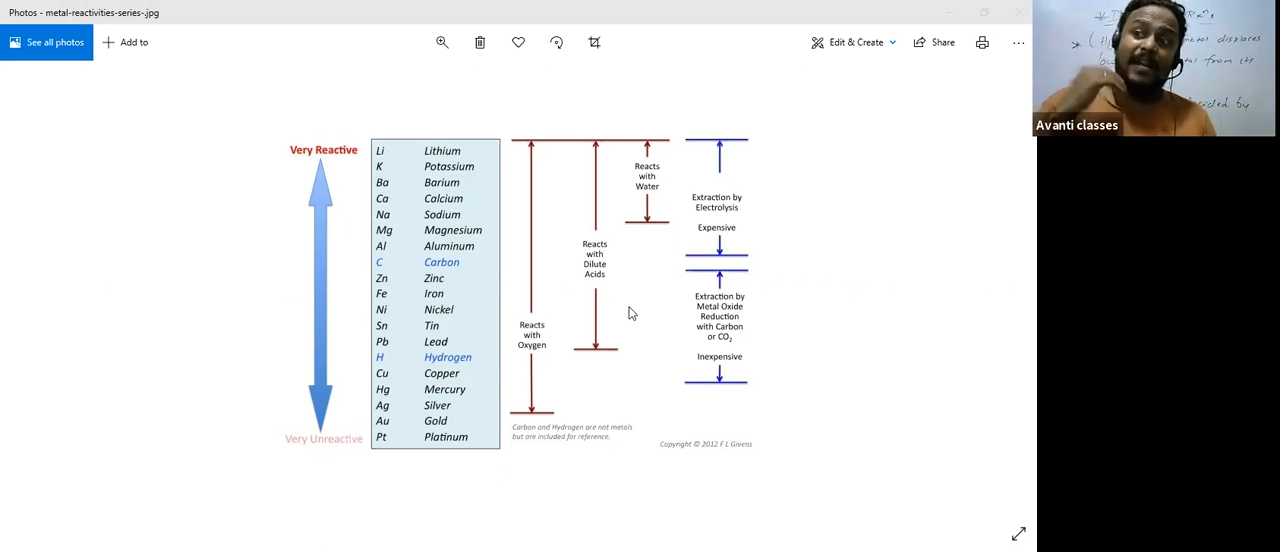 Photos - metal-reactivities-series-.jpg
See all photos
Add to
Edit & Create
Share
metal displaces
from its
by
Avanti classes
Very Reactive
Very Unreactive
Li Lithium
K Potassium
Ba Barium
Ca Calcium
Na Sodium
Mg Magnesium
Al Aluminum
C Carbon
Zn Zinc
Fe Iron
Ni Nickel
Sn Tin
Pb Lead
H Hydrogen
Cu Copper
Hg Mercury
Ag Silver
Au Gold
Pt Platinum
Reacts
with
Oxygen
Reacts
with
Dilute
Acids
Reacts
with
Water
Extraction by
Electrolysis
Expensive
Extraction by
Metal Oxide
Reduction
with Carbon
or CO₂
Inexpensive
Carbon and Hydrogen are not metals
but are included for reference.
Copyright © 2012 F L Givens